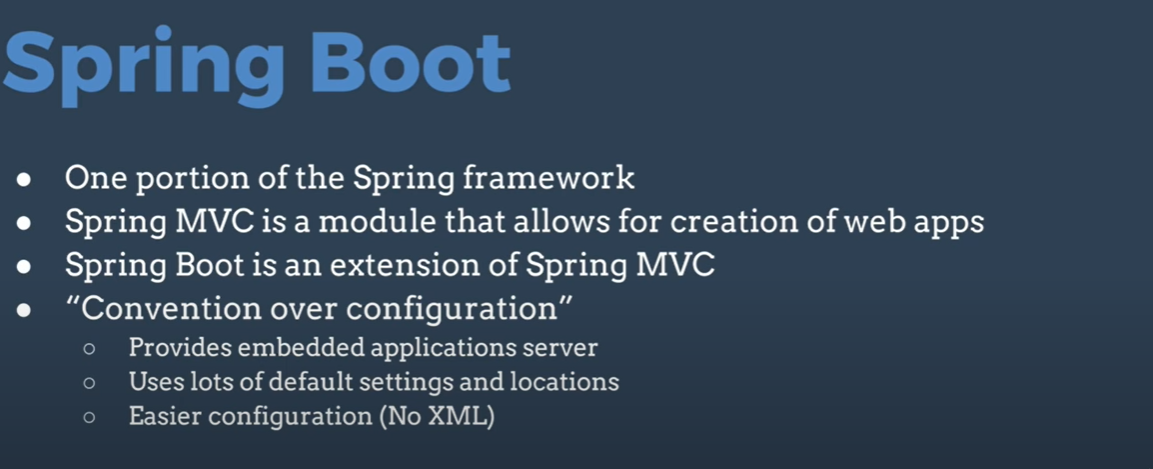 Spring Boot
● One portion of the Spring framework
● Spring MVC is a module that allows for creation of web apps
● Spring Boot is an extension of Spring MVC
● “Convention over configuration”
○ Provides embedded applications server
○ Uses lots of default settings and locations
○ Easier configuration (No XML)